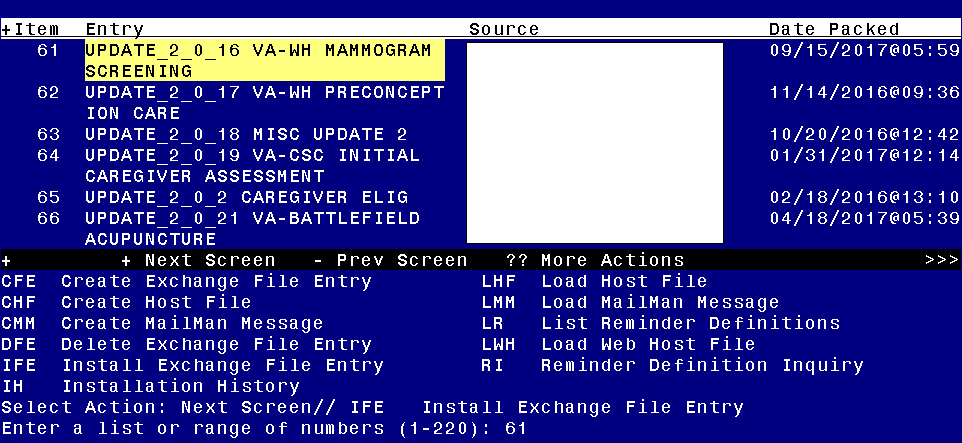 +Item Entry Source Date Packed
61 UPDATE_2_0_16 VA-WH MAMMOGRAM 09/15/2017@05:59
SCREENING
62 UPDATE_2_0_17 VA-WH PRECONCEPT 11/14/2016@09:36
ION CARE
63 UPDATE_2_0_18 MISC UPDATE 2 10/20/2016@12:42
64 UPDATE_2_0_19 VA-CSC INITIAL 01/31/2017@12:14
CAREGIVER ASSESSMENT
65 UPDATE_2_0_2 CAREGIVER ELIG 02/18/2016@13:10
66 UPDATE_2_0_21 VA-BATTLEFIELD 04/18/2017@05:39
ACUPUNCTURE
+ + Next Screen - Prev Screen ?? More Actions >>>
CFE Create Exchange File Entry LHF Load Host File
CHF Create Host File LMM Load MailMan Message
CMM Create MailMan Message LR List Reminder Definitions
DFE Delete Exchange File Entry LWH Load Web Host File
IFE Install Exchange File Entry RI Reminder Definition Inquiry
IH Installation History
Select Action: Next Screen// IFE Install Exchange File Entry
Enter a list or range of numbers (1-220): 61